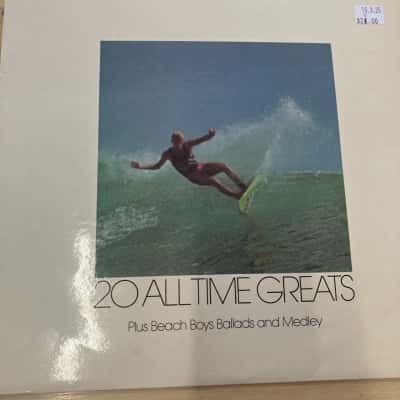 20 ALL TIME GREATS
Plus Beach Boys Ballads and Medley